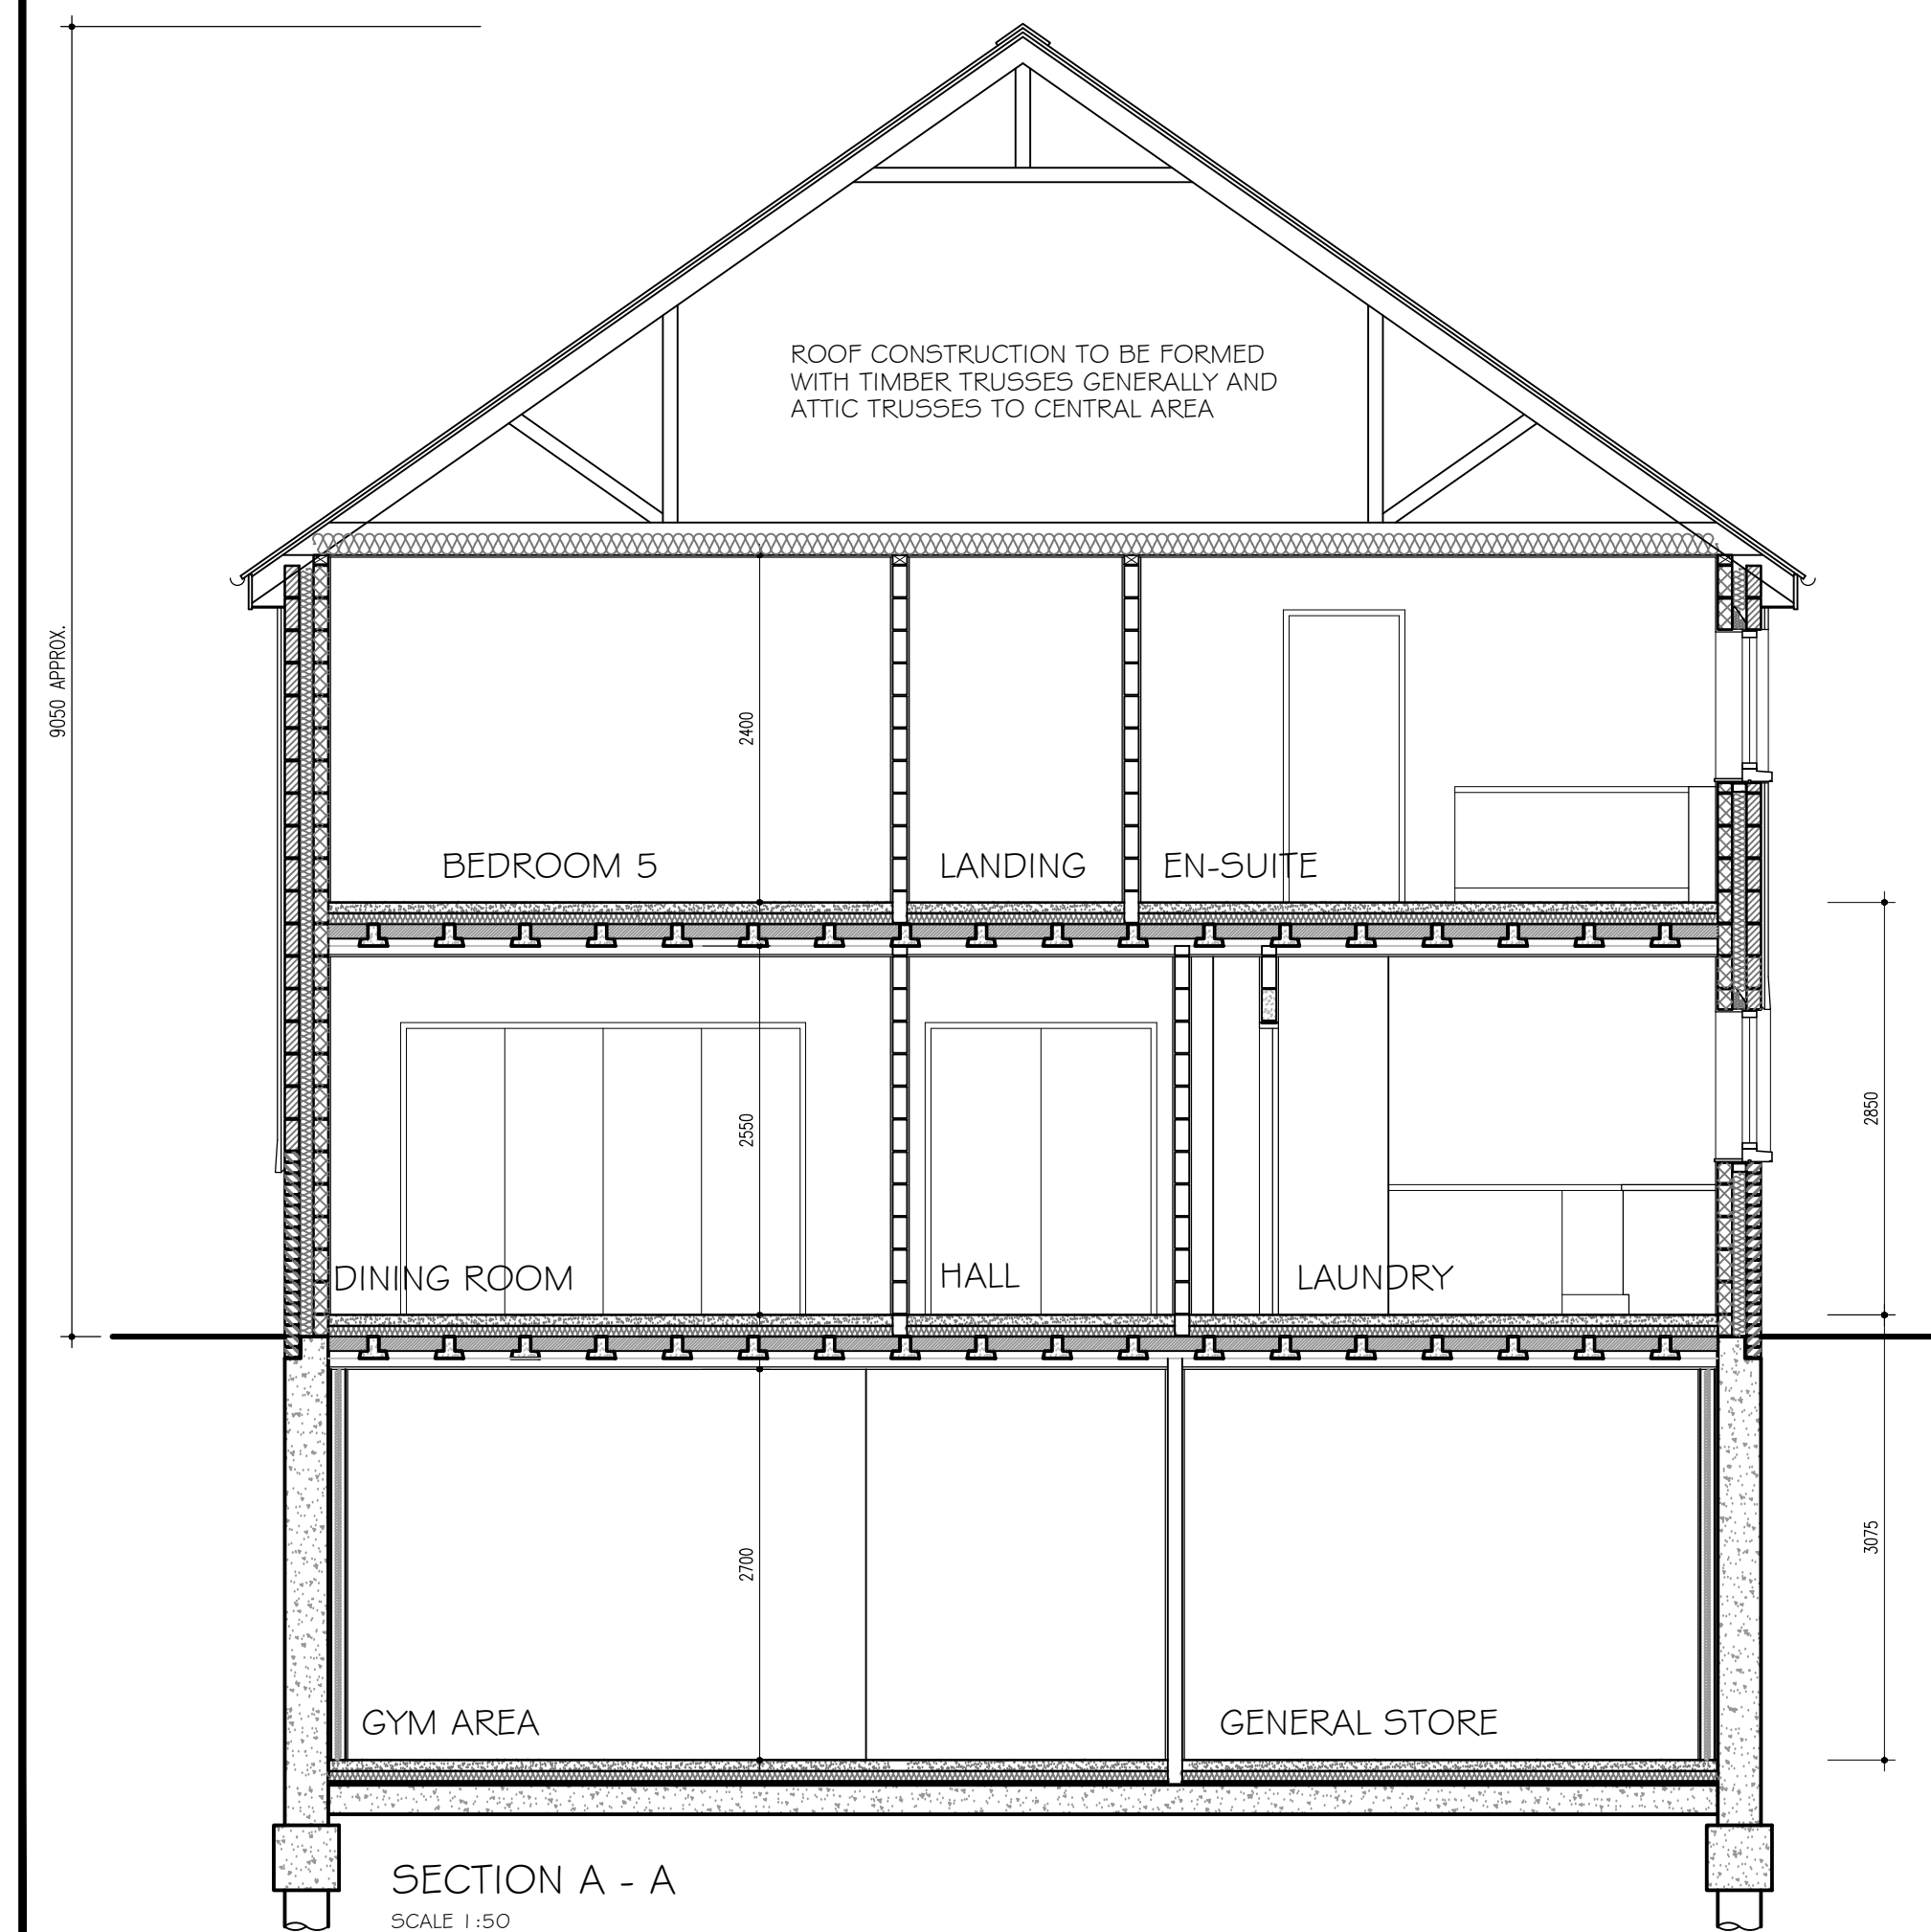 ROOF CONSTRUCTION TO BE FORMED
WITH TIMBER TRUSSES GENERALLY AND
ATTIC TRUSSES TO CENTRAL AREA
9050 APPROX.
2400
BEDROOM 5
LANDING
EN-SUITE
2550
2850
DINING ROOM
HALL
LAUNDRY
2700
3075
GYM AREA
GENERAL STORE
SECTION A - A
SCALE 1:50